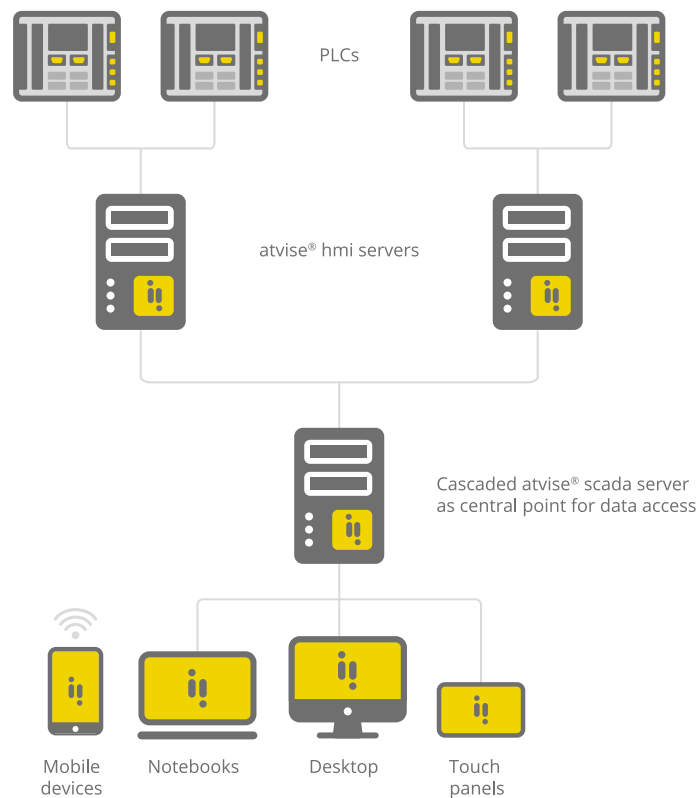 PLCs
atvise® hmi servers
Cascaded atvise® scada server
as central point for data access
Mobile
devices
Notebooks
Desktop
Touch
panels